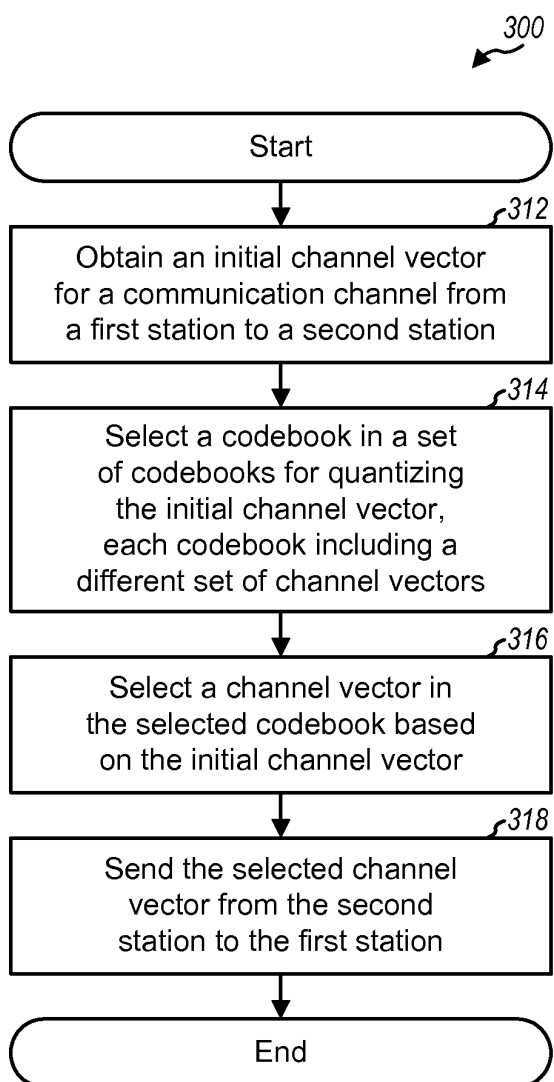 300
Start
312
Obtain an initial channel vector
for a communication channel from
a first station to a second station
314
Select a codebook in a set
of codebooks for quantizing
the initial channel vector,
each codebook including a
different set of channel vectors
316
Select a channel vector in
the selected codebook based
on the initial channel vector
318
Send the selected channel
vector from the second
station to the first station
End